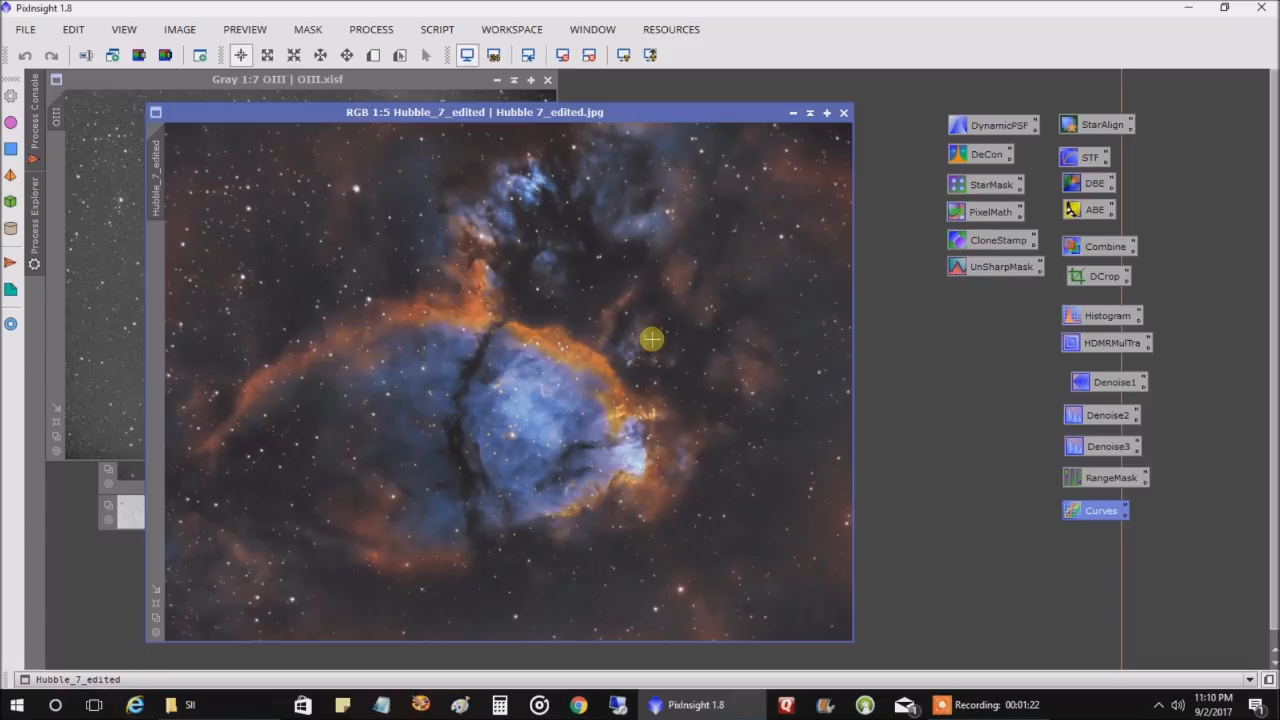 PixInsight 1.8
FILE EDIT VIEW IMAGE PREVIEW MASK PROCESS SCRIPT WORKSPACE WINDOW RESOURCES
Process Console
Process Explorer
Gray 1:7 OIII | OIII.xisf
OIII
RGB 1:5 Hubble_7_edited | Hubble 7_edited.jpg
Hubble_7_edited
DynamicPSF
StarAlign
DeCon
STF
StarMask
DBE
PixelMath
ABE
CloneStamp
Combine
UnSharpMask
DCrop
Histogram
HDMRMulTra
Denoise1
Denoise2
Denoise3
RangeMask
Curves
Hubble_7_edited
SII
PixInsight 1.8
Recording: 00:01:22
11:10 PM
9/2/2017